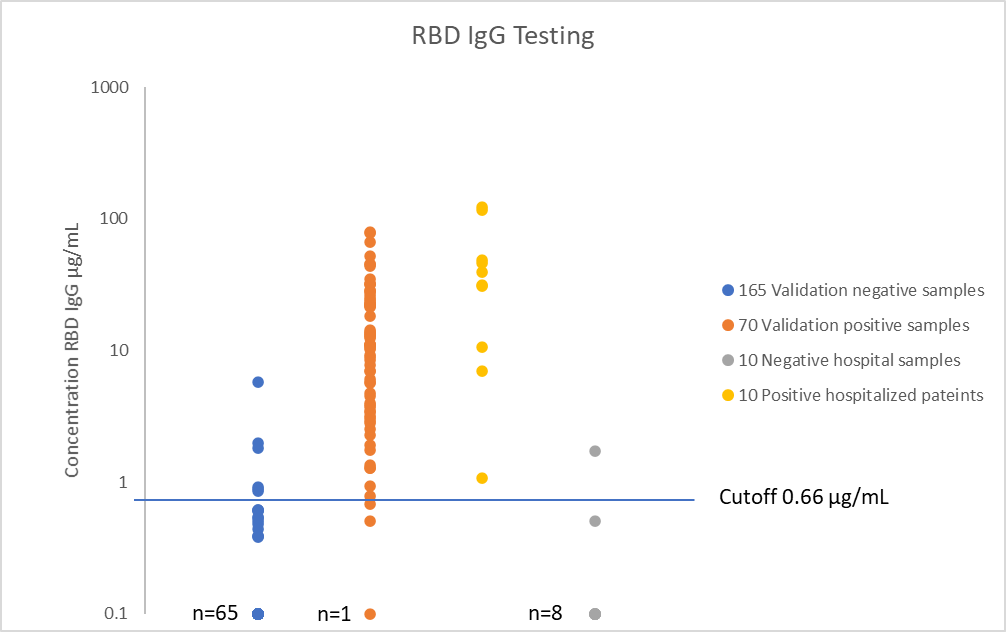 RBD IgG Testing
1000
100
10
1
0.1
Concentration RBD IgG µg/mL
n=65
n=1
n=8
165 Validation negative samples
70 Validation positive samples
10 Negative hospital samples
10 Positive hospitalized pateints
Cutoff 0.66 µg/mL